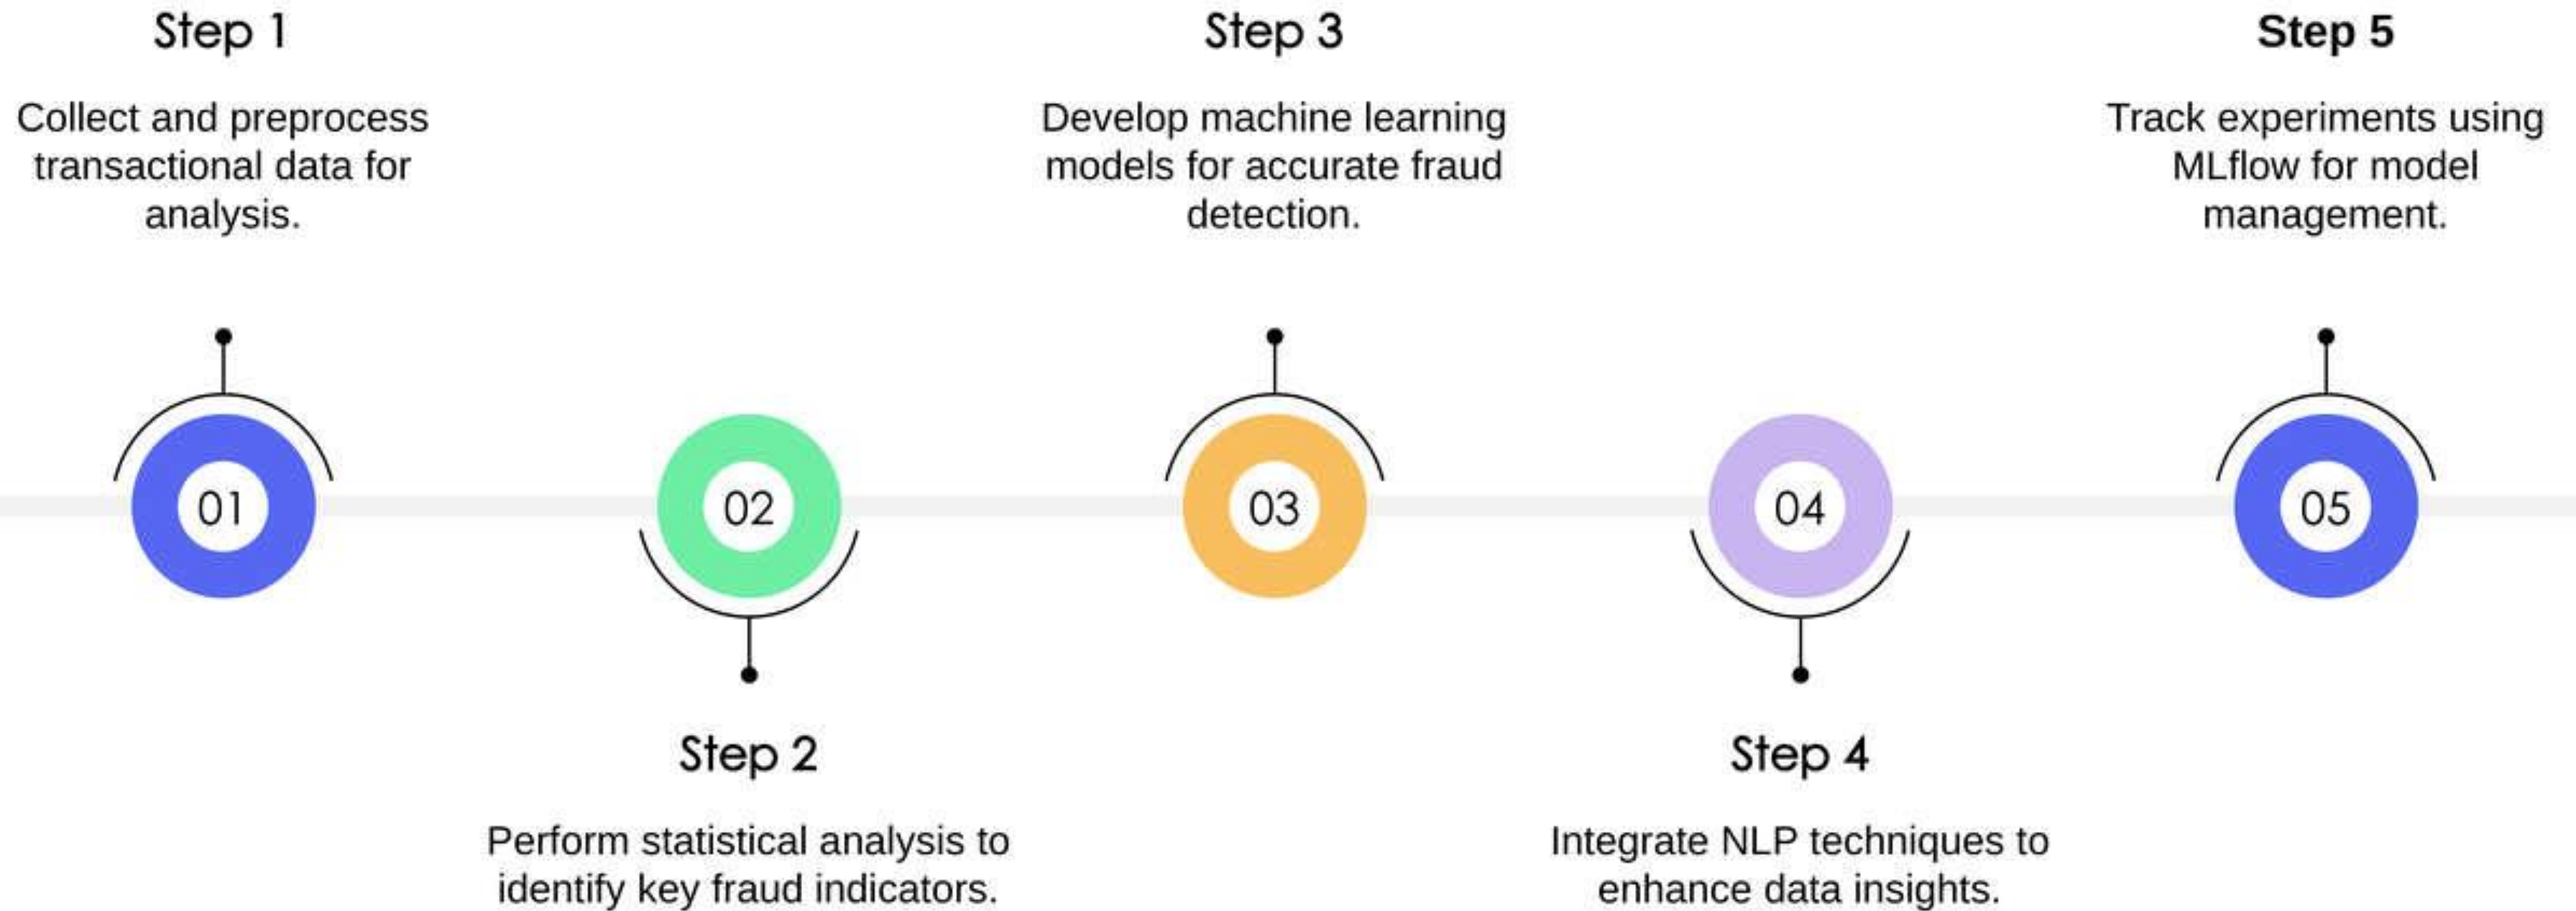 Step 1
Collect and preprocess
transactional data for
analysis.
01
02
Step 2
Perform statistical analysis to
identify key fraud indicators.
Step 3
Develop machine learning
models for accurate fraud
detection.
03
04
Step 4
Integrate NLP techniques to
enhance data insights.
Step 5
Track experiments using
MLflow for model
management.
05